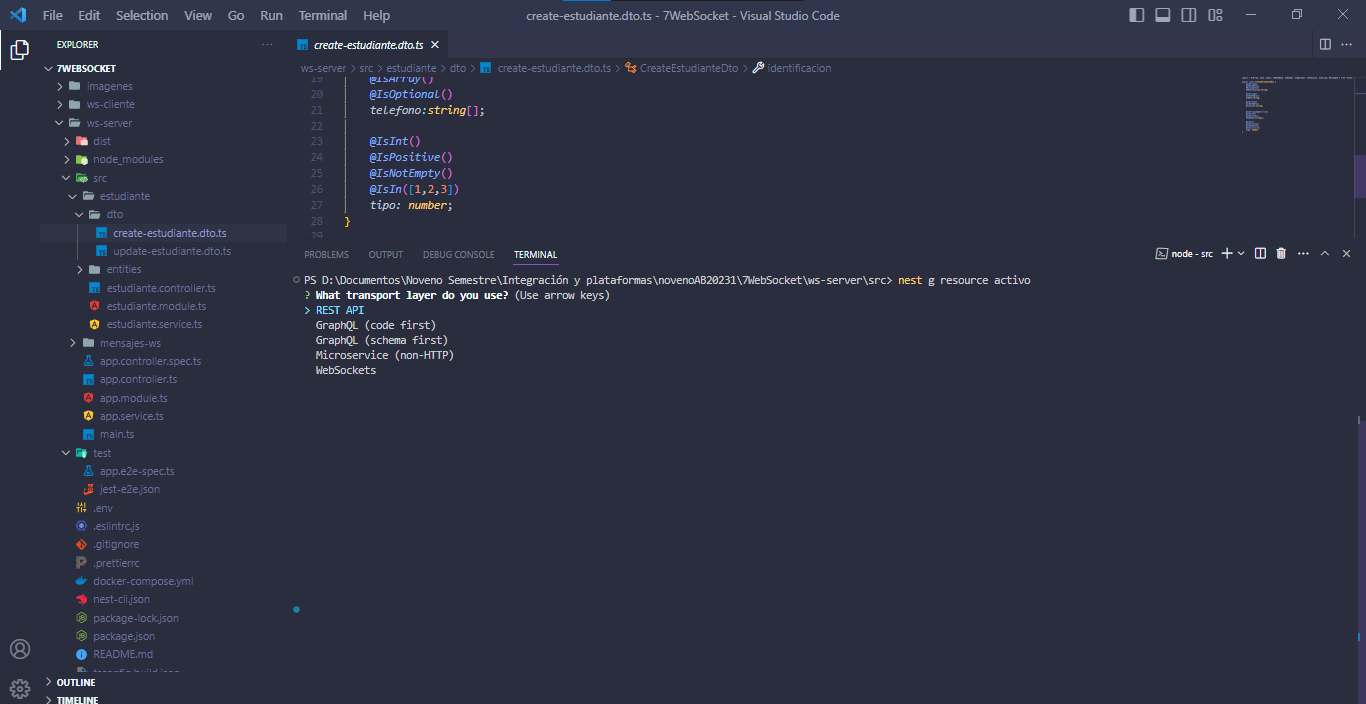 File Edit Selection View Go Run Terminal Help
create-estudiante.dto.ts - 7WebSocket - Visual Studio Code
EXPLORER
7WEBSOCKET
imagenes
ws-cliente
ws-server
dist
node_modules
src
estudiante
dto
create-estudiante.dto.ts
update-estudiante.dto.ts
entities
estudiante.controller.ts
estudiante.module.ts
estudiante.service.ts
mensajes-ws
app.controller.spec.ts
app.controller.ts
app.module.ts
app.service.ts
main.ts
test
app.e2e-spec.ts
jest-e2e.json
.env
.eslintrc.js
.gitignore
.prettierrc
docker-compose.yml
nest-cli.json
package-lock.json
package.json
README.md
tsconfig.build.json
OUTLINE
TIMELINE
create-estudiante.dto.ts
ws-server > src > estudiante > dto > create-estudiante.dto.ts > CreateEstudianteDto > identificacion
19 @IsArray()
20 @IsOptional()
21 telefono:string[];
22
23 @IsInt()
24 @IsPositive()
25 @IsNotEmpty()
26 @IsIn([1,2,3])
27 tipo: number;
28 }
29
PROBLEMS OUTPUT DEBUG CONSOLE TERMINAL
node - src
PS D:\Documentos\Noveno Semestre\Integración y plataformas\novenoAB20231\7WebSocket\ws-server\src> nest g resource activo
? What transport layer do you use? (Use arrow keys)
> REST API
GraphQL (code first)
GraphQL (schema first)
Microservice (non-HTTP)
WebSockets